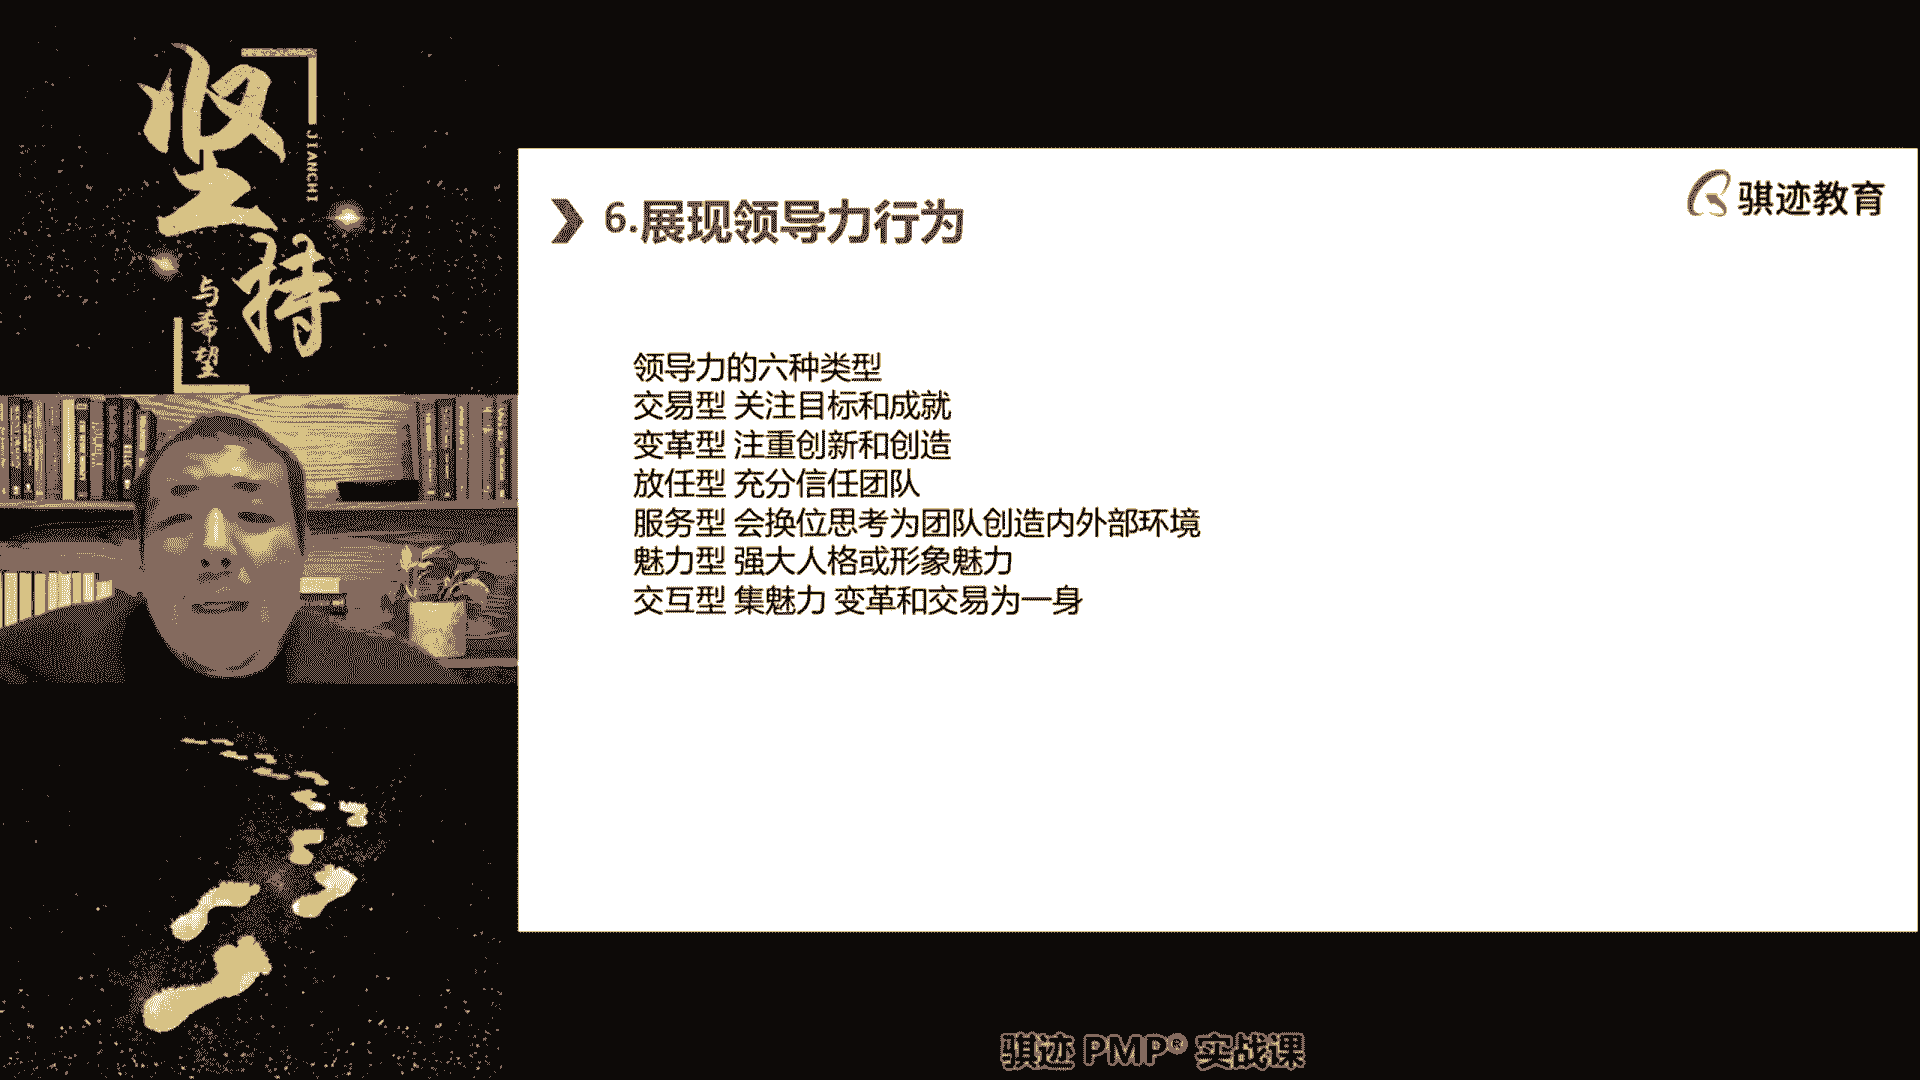 坚持
JIANCHI
与希望
骐迹教育
6.展现领导力行为
领导力的六种类型
交易型 关注目标和成就
变革型 注重创新和创造
放任型 充分信任团队
服务型 会换位思考为团队创造内外部环境
魅力型 强大人格或形象魅力
交互型 集魅力 变革和交易为一身
骐迹 PMP® 实战课